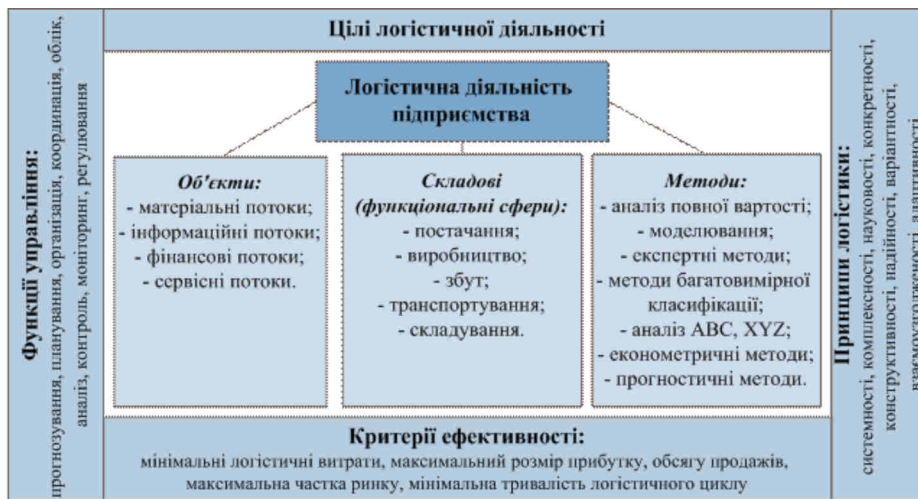 Цілі логістичної діяльності
Функції управління:
прогнозування, планування, організація, координація, облік,
аналіз, контроль, моніторинг, регулювання
Логістична діяльність
підприємства
Об'єкти:
- матеріальні потоки;
- інформаційні потоки;
- фінансові потоки;
- сервісні потоки.
Складові
(функціональні сфери):
- постачання;
- виробництво;
- збут;
- транспортування;
- складування.
Методи:
- аналіз повної вартості;
- моделювання;
- експертні методи;
- методи багатовимірної
класифікації;
- аналіз ABC, XYZ;
- економетричні методи;
- прогностичні методи.
Принципи логістики:
системності, комплексності, науковості, конкретності,
конструктивності, надійності, варіантності,
Критерії ефективності:
мінімальні логістичні витрати, максимальний розмір прибутку, обсягу продажів,
максимальна частка ринку, мінімальна тривалість логістичного циклу